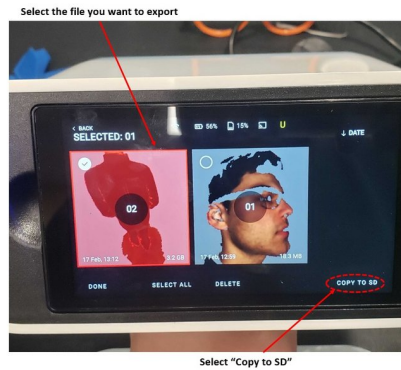 Select the file you want to export
< BACK
SELECTED: 01
56%
15%
U
↓ DATE
02
17 Feb, 13:12
3.2 GB
01
17 Feb, 12:59
18.3 MB
DONE
SELECT ALL
DELETE
COPY TO SD
Select “Copy to SD”